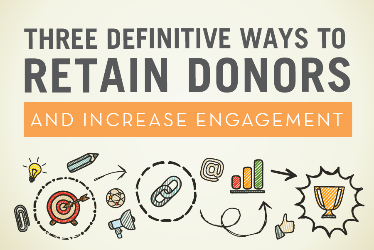 THREE DEFINITIVE WAYS TO
RETAIN DONORS
AND INCREASE ENGAGEMENT
@